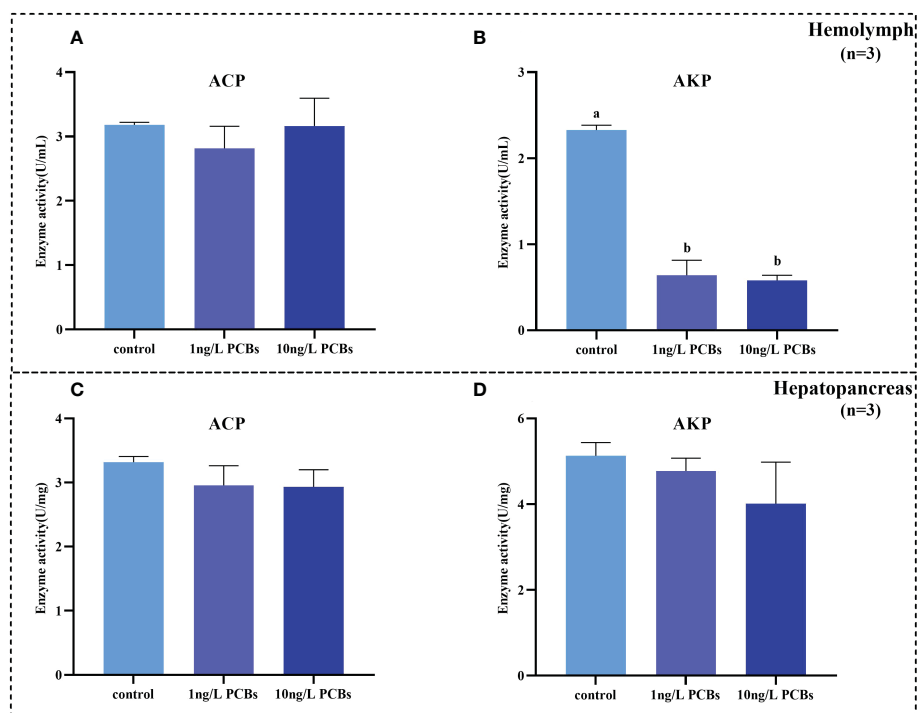 A
B
Hemolymph
(n=3)
ACP
Enzyme activity(U/mL)
4
3
2
1
0
control
1ng/L PCBs
10ng/L PCBs
AKP
Enzyme activity(U/mL)
3
2
1
0
a
b
b
control
1ng/L PCBs
10ng/L PCBs
C
D
Hepatopancreas
(n=3)
ACP
Enzyme activity(U/mg)
4
3
2
1
0
control
1ng/L PCBs
10ng/L PCBs
AKP
Enzyme activity(U/mg)
6
4
2
0
control
1ng/L PCBs
10ng/L PCBs